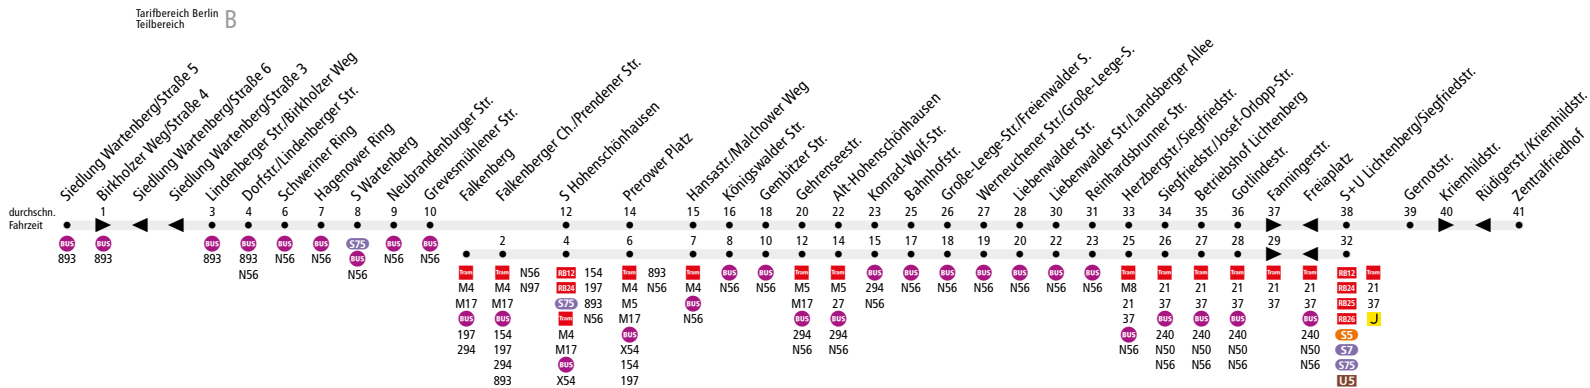 Tarifbereich Berlin
Teilbereich
B
Siedlung Wartenberg/Straße 5
Birkholzer Weg/Straße 4
Siedlung Wartenberg/Straße 6
Siedlung Wartenberg/Straße 3
Lindenberger Str./Birkholzer Weg
Dorfstr./Lindenberger Str.
Schweriner Ring
Hagenower Ring
S Wartenberg
Neubrandenburger Str.
Grevesmühlener Str.
Falkenberg
Falkenberger Ch./Prendener Str.
S Hohenschönhausen
Prerower Platz
Hansastr./Malchower Weg
Königswalder Str.
Gembitzer Str.
Gehrenseestr.
Alt-Hohenschönhausen
Konrad-Wolf-Str.
Bahnhofstr.
Große-Leege-Str./Freienwalder S.
Werneuchener Str./Große-Leege-S.
Liebenwalder Str.
Liebenwalder Str./Landsberger Allee
Reinhardsbrunner Str.
Herzbergstr./Siegfriedstr.
Siegfriedstr./Josef-Orlopp-Str.
Betriebshof Lichtenberg
Gotlindestr.
Fanningerstr.
Freiaplatz
S+U Lichtenberg/Siegfriedstr.
Gernotstr.
Kriemhildstr.
Rüdigerstr./Krienhildstr.
Zentralfriedhof
durchschn. 1 3 4 6 7 8 9 10 12 14 15 16 18 20 22 23 25 26 27 28 30 31 33 34 35 36 37 38 39 40 41
Fahrzeit
2 4 6 7 8 10 12 14 15 17 18 19 20 22 23 25 26 27 28 29 32
BUS BUS BUS BUS BUS BUS S75 BUS BUS
893 893 893 893 N56 N56 BUS N56 N56
N56 N56
Tram Tram N56 RB12 154 Tram 893 Tram BUS BUS Tram Tram BUS BUS BUS BUS BUS BUS BUS Tram Tram Tram Tram Tram Tram RB12 Tram
M4 M4 N97 RB24 197 M4 N56 M4 N56 N56 M5 M5 294 N56 N56 N56 N56 N56 N56 M8 21 21 21 21 21 RB24 21
M17 M17 S75 893 M5 BUS M17 27 N56 21 37 37 37 37 37 RB25 37
BUS BUS Tram N56 M17 N56 BUS BUS 37 BUS BUS BUS BUS RB26 J
197 154 M4 BUS 294 294 BUS 240 240 240 240 S5
294 197 M17 X54 N56 N56 N56 N50 N50 N50 N50 S7
294 BUS 154 N56 N56 N56 N56 S75
893 X54 197 U5